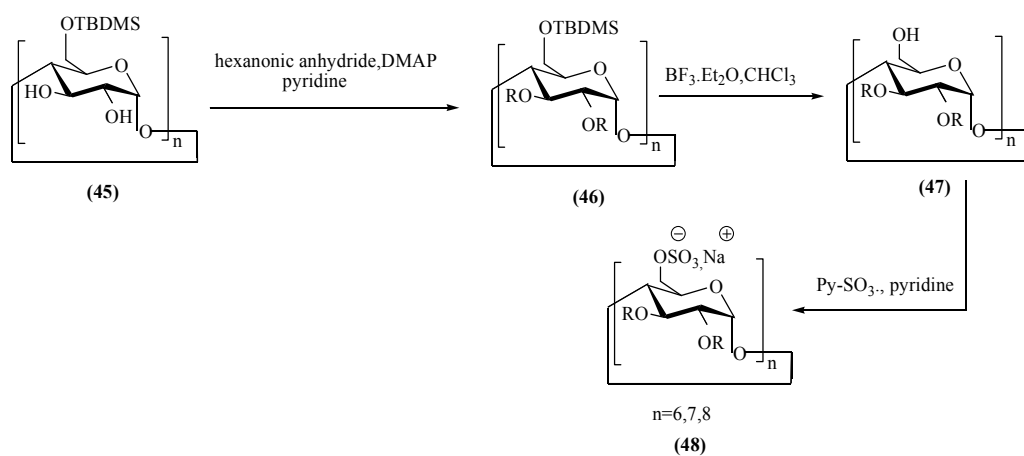 OTBDMS
O
HO
OH
O
n
(45)
hexanonic anhydride,DMAP
pyridine
OTBDMS
O
RO
OR
O
n
(46)
BF3.Et2O,CHCl3
OH
O
RO
OR
O
n
(47)
Py-SO3., pyridine
⊖ ⊕
OSO3,Na
O
RO
OR
O
n
n=6,7,8
(48)